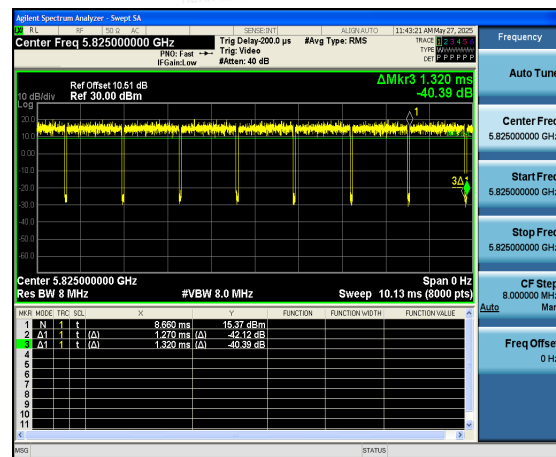 Agilent Spectrum Analyzer - Swept SA
RL RF 50 Ω AC SENSE:INT ALIGNAUTO 11:43:21 AM May 27, 2025
Center Freq 5.825000000 GHz
PNO: Fast
IFGain:Low
Trig Delay-200.0 µs
Trig: Video
#Atten: 40 dB
#Avg Type: RMS
TRACE 1 2 3 4 5 6
TYPE
DET P P P P P P
ΔMkr3 1.320 ms
-40.39 dB
Ref Offset 10.51 dB
Ref 30.00 dBm
10 dB/div
Log
20.0
10.0
0.00
-10.0
-20.0
-30.0
-40.0
-50.0
-60.0
1
3Δ1
Center 5.825000000 GHz
Span 0 Hz
Res BW 8 MHz
#VBW 8.0 MHz
Sweep 10.13 ms (8000 pts)
MKR MODE TRC SCL X Y FUNCTION FUNCTION WIDTH FUNCTION VALUE
1 N 1 t 8.660 ms 15.37 dBm
2 Δ1 1 t (Δ) 1.270 ms (Δ) -42.12 dB
3 Δ1 1 t (Δ) 1.320 ms (Δ) -40.39 dB
4
5
6
7
8
9
10
11
MSG
STATUS
Frequency
Auto Tune
Center Freq
5.825000000 GHz
Start Freq
5.825000000 GHz
Stop Freq
5.825000000 GHz
CF Step
8.000000 MHz
Auto Man
Freq Offset
0 Hz